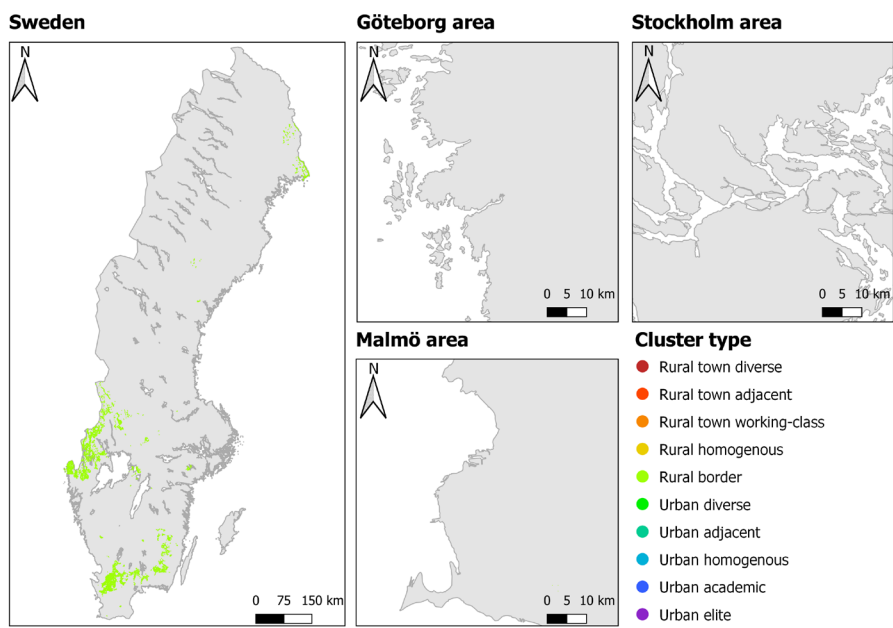 Sweden
N
0 75 150 km
Göteborg area
N
0 5 10 km
Stockholm area
N
0 5 10 km
Malmö area
N
0 5 10 km
Cluster type
Rural town diverse
Rural town adjacent
Rural town working-class
Rural homogenous
Rural border
Urban diverse
Urban adjacent
Urban homogenous
Urban academic
Urban elite